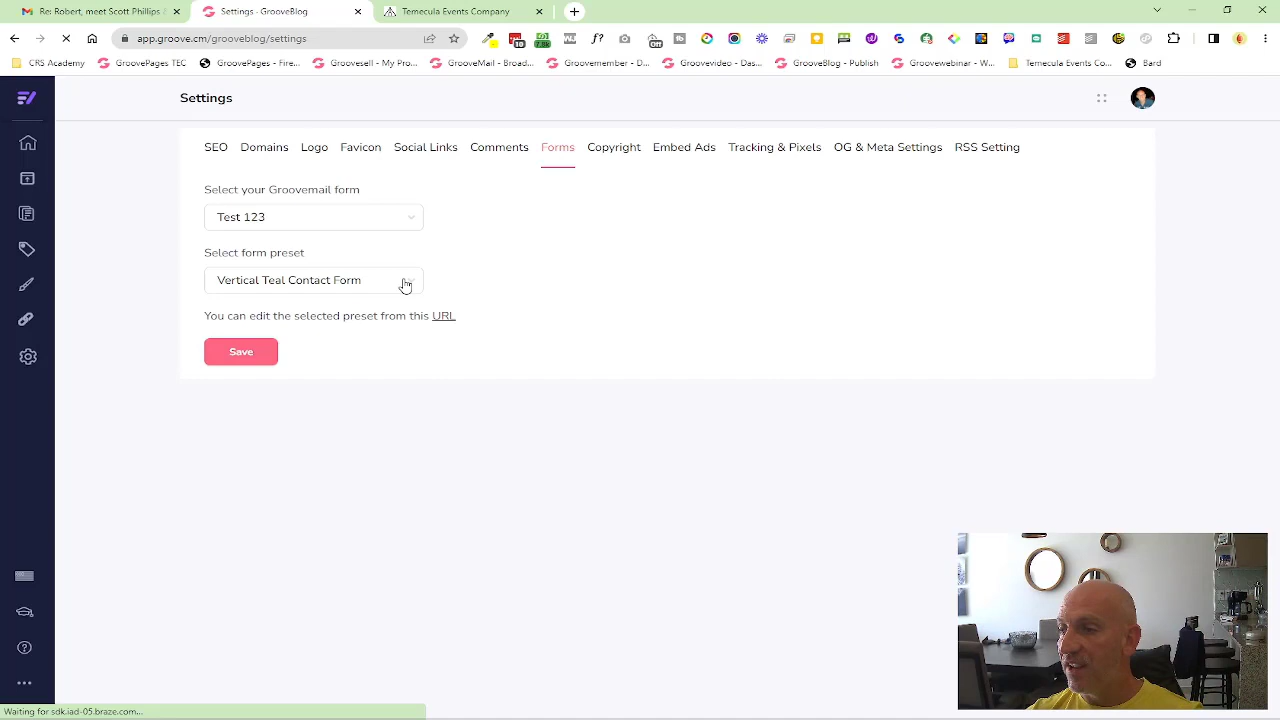 Re: Robert, meet Scott Phillips
Settings - GrooveBlog
Temecula Events Company
app.groove.cm/grooveblog/settings
CRS Academy
GroovePages TEC
GroovePages - Fire...
Groovesell - My Pro...
GrooveMail - Broad...
Groovemember - D...
Groovevideo - Das...
GrooveBlog - Publish
Groovewebinar - W...
Temecula Events Co...
Bard
Settings
SEO
Domains
Logo
Favicon
Social Links
Comments
Forms
Copyright
Embed Ads
Tracking & Pixels
OG & Meta Settings
RSS Setting
Select your Groovemail form
Test 123
Select form preset
Vertical Teal Contact Form
You can edit the selected preset from this URL
Save
Waiting for sdk.iad-05.braze.com...